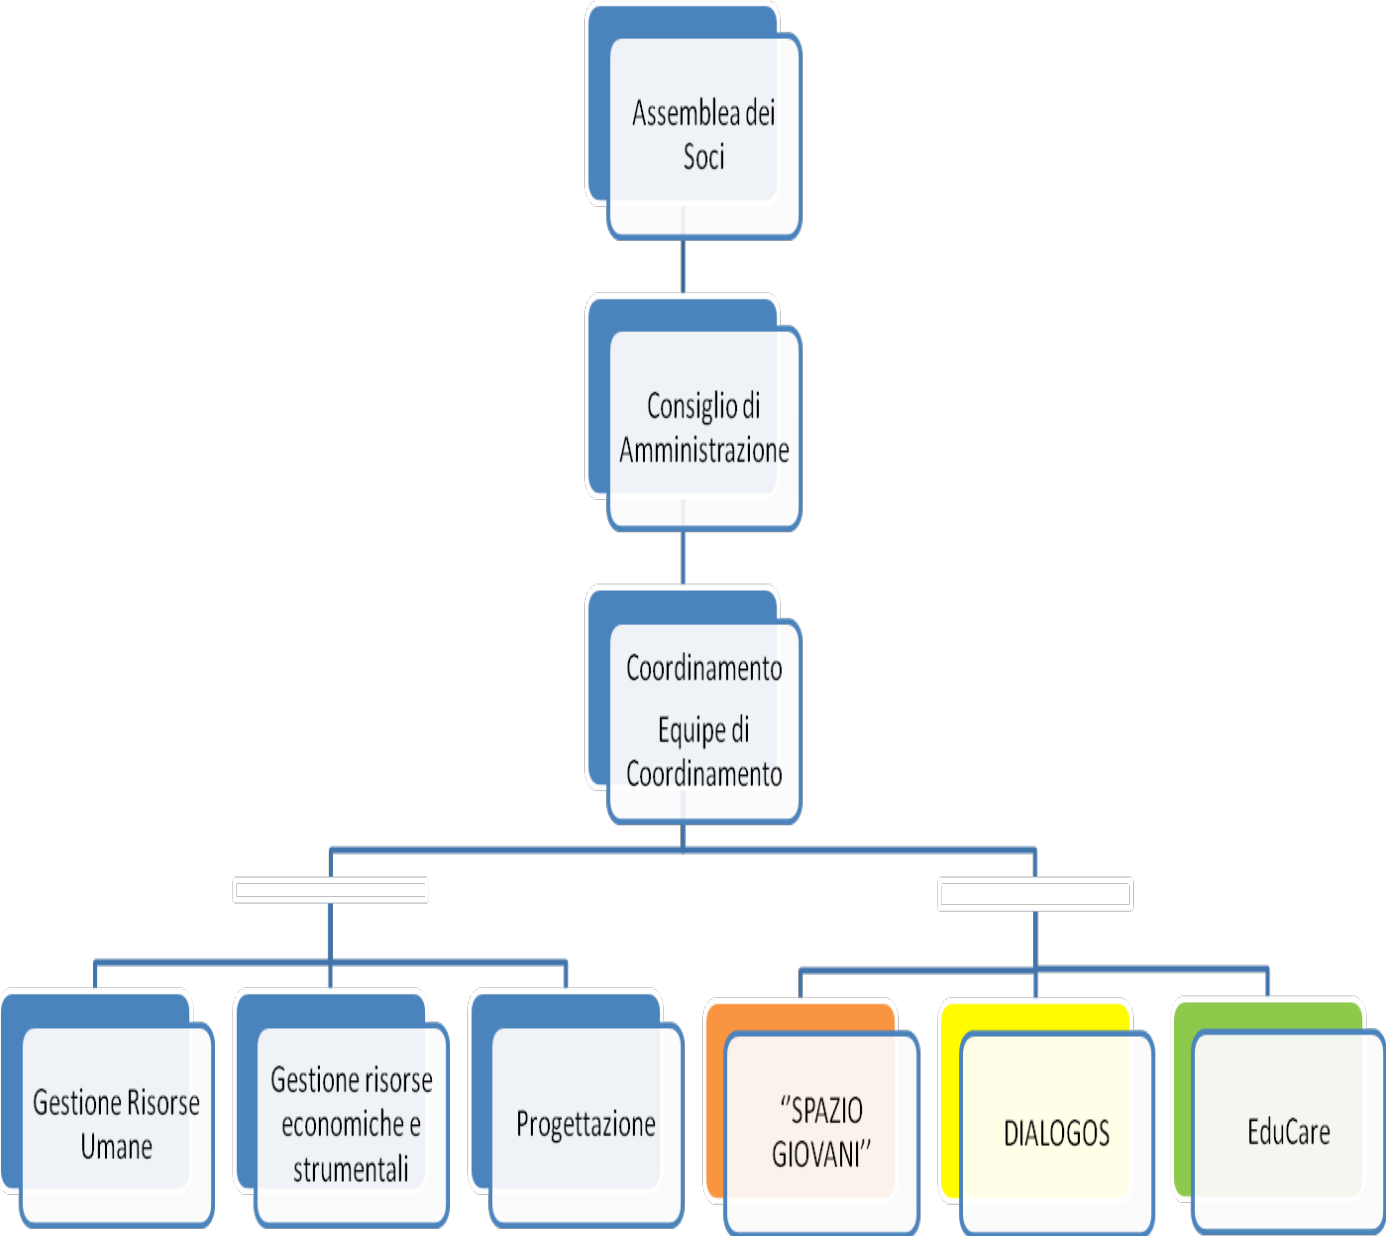 Assemblea dei
Soci
Consiglio di
Amministrazione
Coordinamento
Equipe di
Coordinamento
Gestione Risorse
Umane
Gestione risorse
economiche e
strumentali
Progettazione
“SPAZIO
GIOVANI”
DIALOGOS
EduCare